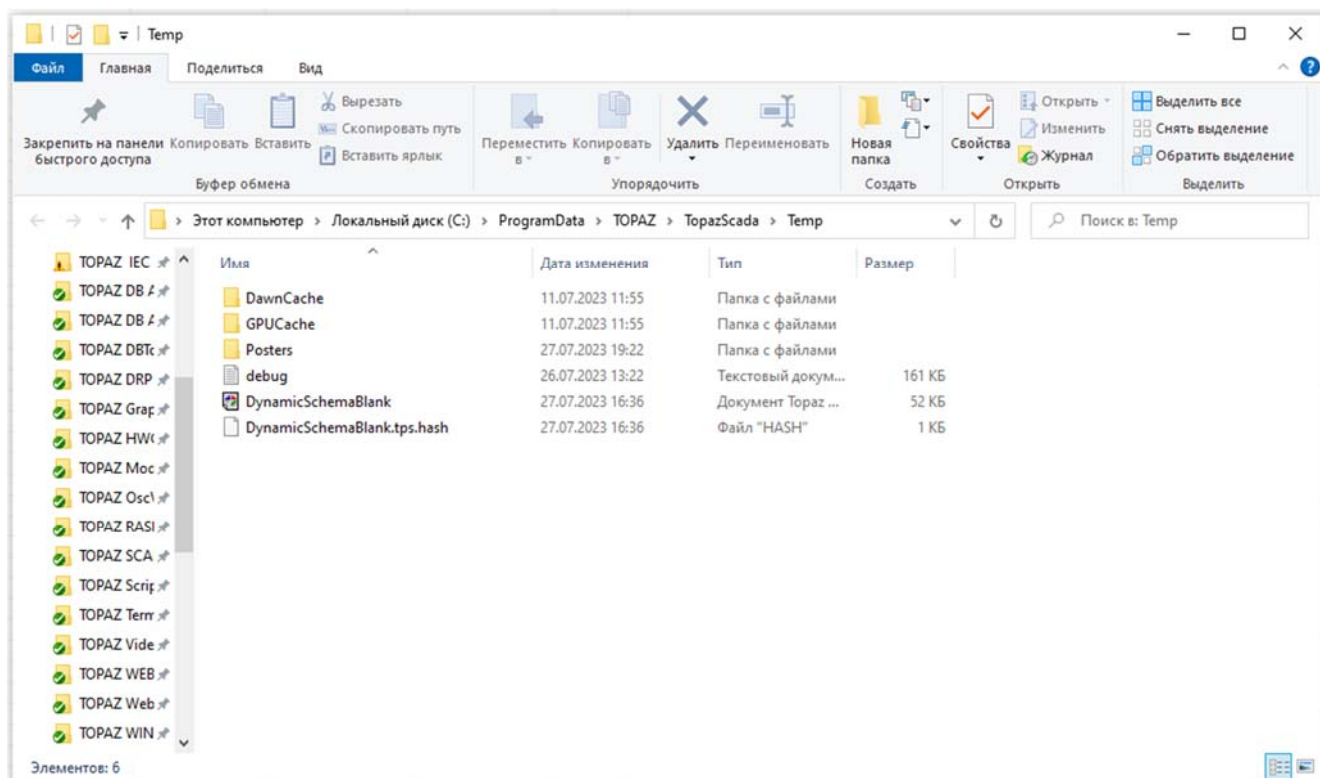 Temp
Файл Главная Поделиться Вид
Закрепить на панели быстрого доступа
Копировать
Вставить
Вырезать
Скопировать путь
Вставить ярлык
Буфер обмена
Переместить в
Копировать в
Удалить
Переименовать
Упорядочить
Новая папка
Создать
Свойства
Открыть
Изменить
Журнал
Открыть
Выделить все
Снять выделение
Обратить выделение
Выделить
Этот компьютер > Локальный диск (C:) > ProgramData > TOPAZ > TopazScada > Temp
Поиск в: Temp
Имя Дата изменения Тип Размер
DawnCache 11.07.2023 11:55 Папка с файлами
GPUCache 11.07.2023 11:55 Папка с файлами
Posters 27.07.2023 19:22 Папка с файлами
debug 26.07.2023 13:22 Текстовый докум... 161 КБ
DynamicSchemaBlank 27.07.2023 16:36 Документ Topaz ... 52 КБ
DynamicSchemaBlank.tps.hash 27.07.2023 16:36 Файл "HASH" 1 КБ
TOPAZ IEC
TOPAZ DB
TOPAZ DB
TOPAZ DBTc
TOPAZ DRP
TOPAZ Grap
TOPAZ HW
TOPAZ Moc
TOPAZ Osc
TOPAZ RASI
TOPAZ SCA
TOPAZ Scrip
TOPAZ Term
TOPAZ Vide
TOPAZ WEB
TOPAZ Web
TOPAZ WIN
Элементов: 6